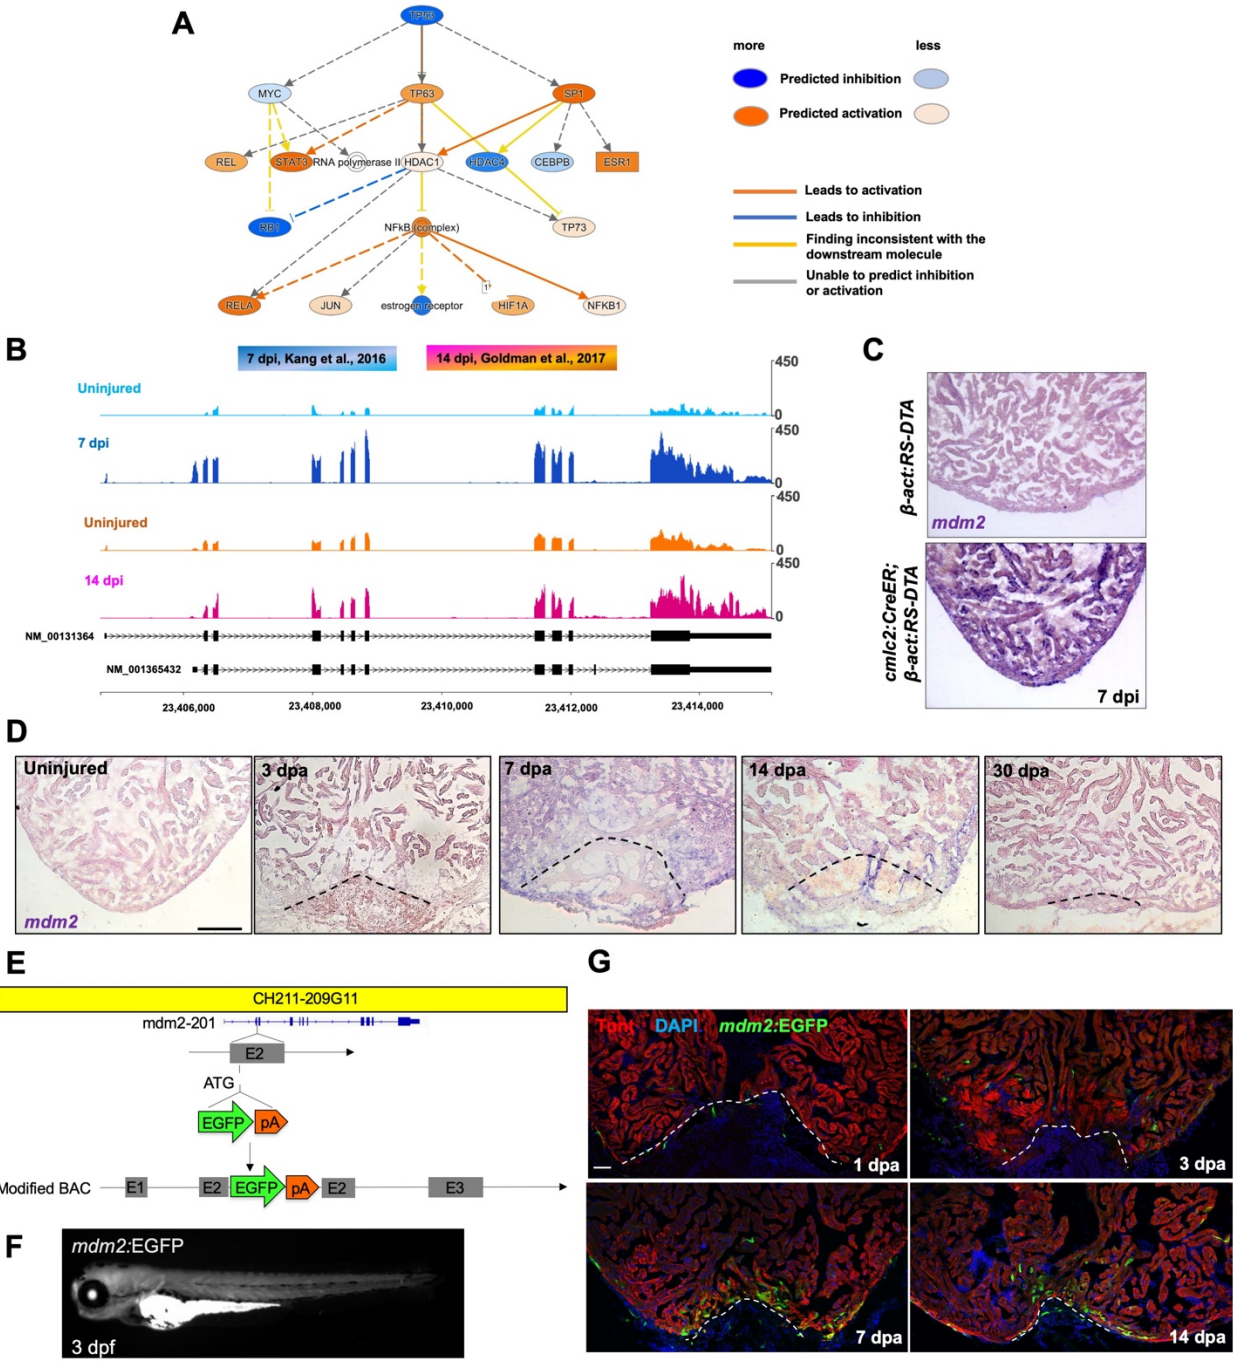 A
TP53
MYC
TP63
SP1
REL
STAT3
RNA polymerase II
HDAC1
HDAC4
CEBPB
ESR1
RB1
NFkB (complex)
TP73
RELA
JUN
estrogen receptor
1
HIF1A
NFKB1
more
less
Predicted inhibition
Predicted activation
Leads to activation
Leads to inhibition
Finding inconsistent with the
downstream molecule
Unable to predict inhibition
or activation
B
7 dpi, Kang et al., 2016
14 dpi, Goldman et al., 2017
Uninjured
450
0
7 dpi
450
0
Uninjured
450
0
14 dpi
450
0
NM_00131364
NM_001365432
23,406,000
23,408,000
23,410,000
23,412,000
23,414,000
C
β-act:RS-DTA
mdm2
cmlc2:CreER;
β-act:RS-DTA
7 dpi
D
Uninjured
mdm2
3 dpa
7 dpa
14 dpa
30 dpa
E
CH211-209G11
mdm2-201
E2
ATG
EGFP
pA
Modified BAC
E1
E2
EGFP
pA
E2
E3
F
mdm2:EGFP
3 dpf
G
Tpnt
DAPI
mdm2:EGFP
1 dpa
3 dpa
7 dpa
14 dpa